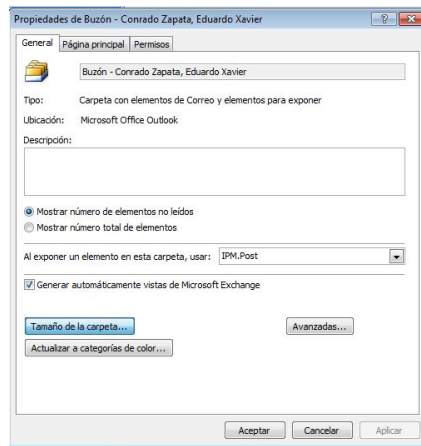 Propiedades de Buzón - Conrado Zapata, Eduardo Xavier
General Página principal Permisos
Buzón - Conrado Zapata, Eduardo Xavier
Tipo: Carpeta con elementos de Correo y elementos para exponer
Ubicación: Microsoft Office Outlook
Descripción:
Mostrar número de elementos no leídos
Mostrar número total de elementos
Al exponer un elemento en esta carpeta, usar: IPM.Post
Generar automáticamente vistas de Microsoft Exchange
Tamaño de la carpeta... Avanzadas...
Actualizar a categorías de color...
Aceptar Cancelar Aplicar